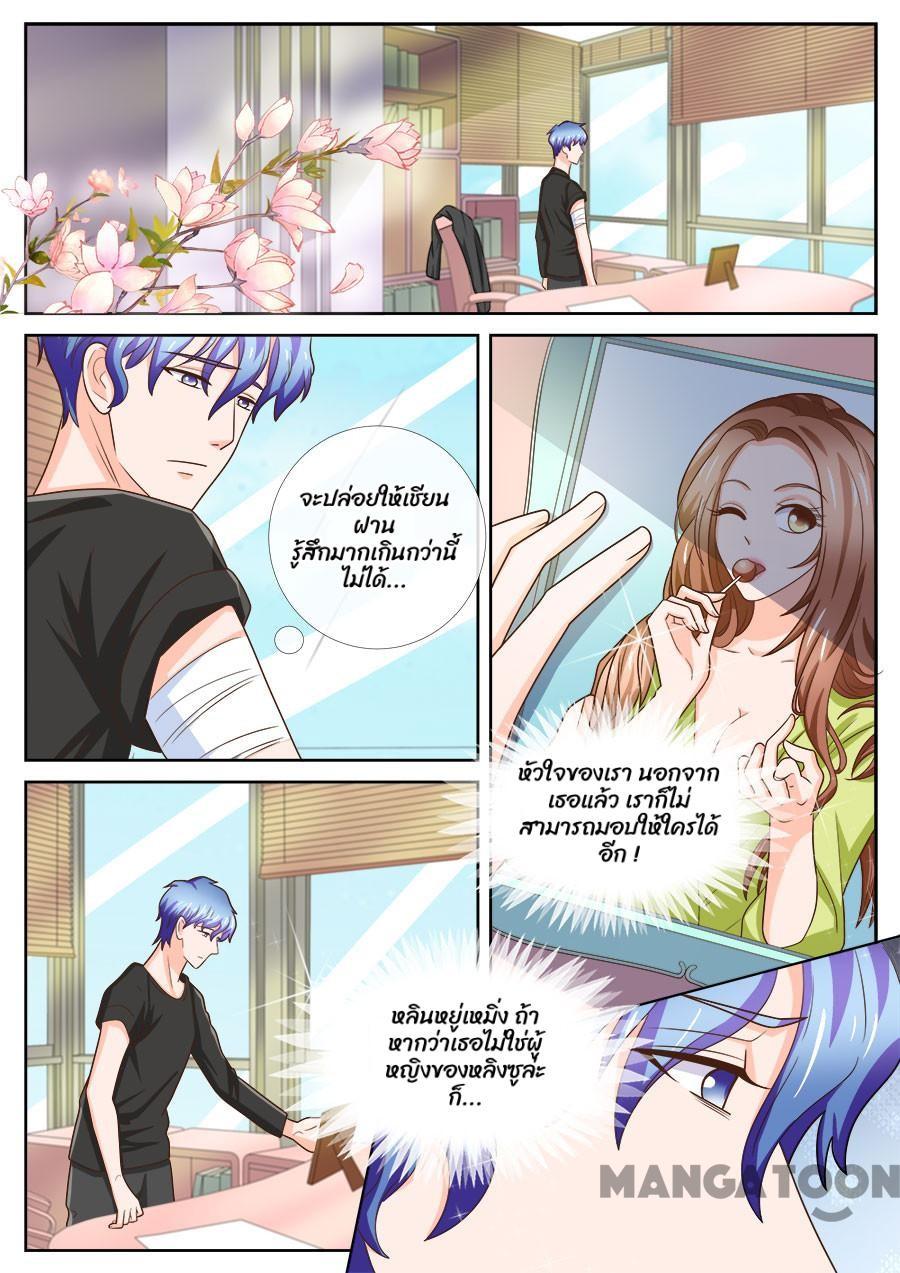 จะปล่อยให้เชียน
ฝาน
รู้สึกมากเกินกว่านี้
ไม่ได้...
หัวใจของเรา นอกจาก
เธอแล้ว เราก็ไม่
สามารถมอบให้ใครได้
อีก !
หลินหยู่เหมิ่ง ถ้า
หากว่าเธอไม่ใช่ผู้
หญิงของหลิงซูล่ะ
ก็...
MANGATOON